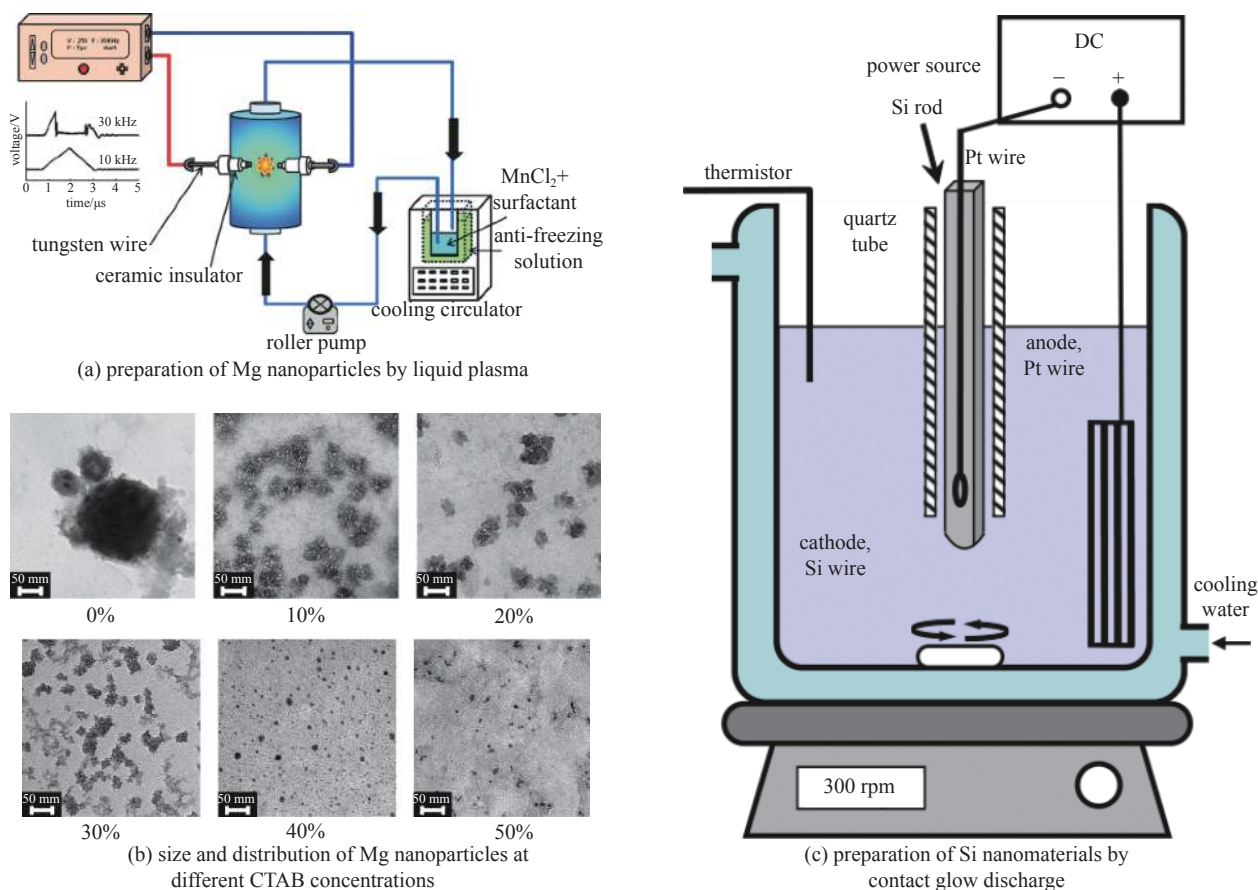 voltage/V
30 kHz
10 kHz
0 1 2 3 4 5
time/μs
tungsten wire
ceramic insulator
MnCl₂+
surfactant
anti-freezing
solution
cooling circulator
roller pump
(a) preparation of Mg nanoparticles by liquid plasma
50 mm
50 mm
50 mm
0%
10%
20%
50 mm
50 mm
50 mm
30%
40%
50%
(b) size and distribution of Mg nanoparticles at
different CTAB concentrations
DC
power source
− +
Si rod
Pt wire
thermistor
quartz
tube
anode,
Pt wire
cathode,
Si wire
cooling
water
300 rpm
(c) preparation of Si nanomaterials by
contact glow discharge